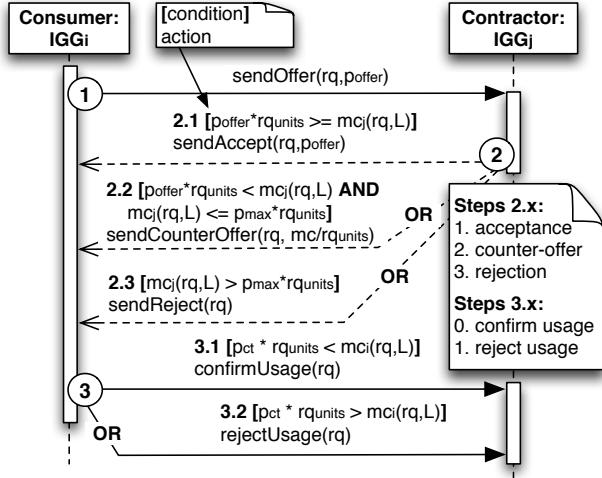 Consumer:
IGGi
[condition]
action
Contractor:
IGGj
sendOffer(rq,poffer)
1
2.1 [poffer*rqunits >= mcj(rq,L)]
sendAccept(rq,poffer)
2
2.2 [poffer*rqunits < mcj(rq,L) AND
mcj(rq,L) <= pmax*rqunits]
sendCounterOffer(rq, mc/rqunits)
OR
2.3 [mcj(rq,L) > pmax*rqunits]
sendReject(rq)
OR
Steps 2.x:
1. acceptance
2. counter-offer
3. rejection
Steps 3.x:
0. confirm usage
1. reject usage
3.1 [pct * rqunits < mci(rq,L)]
confirmUsage(rq)
3
3.2 [pct * rqunits > mci(rq,L)]
rejectUsage(rq)
OR